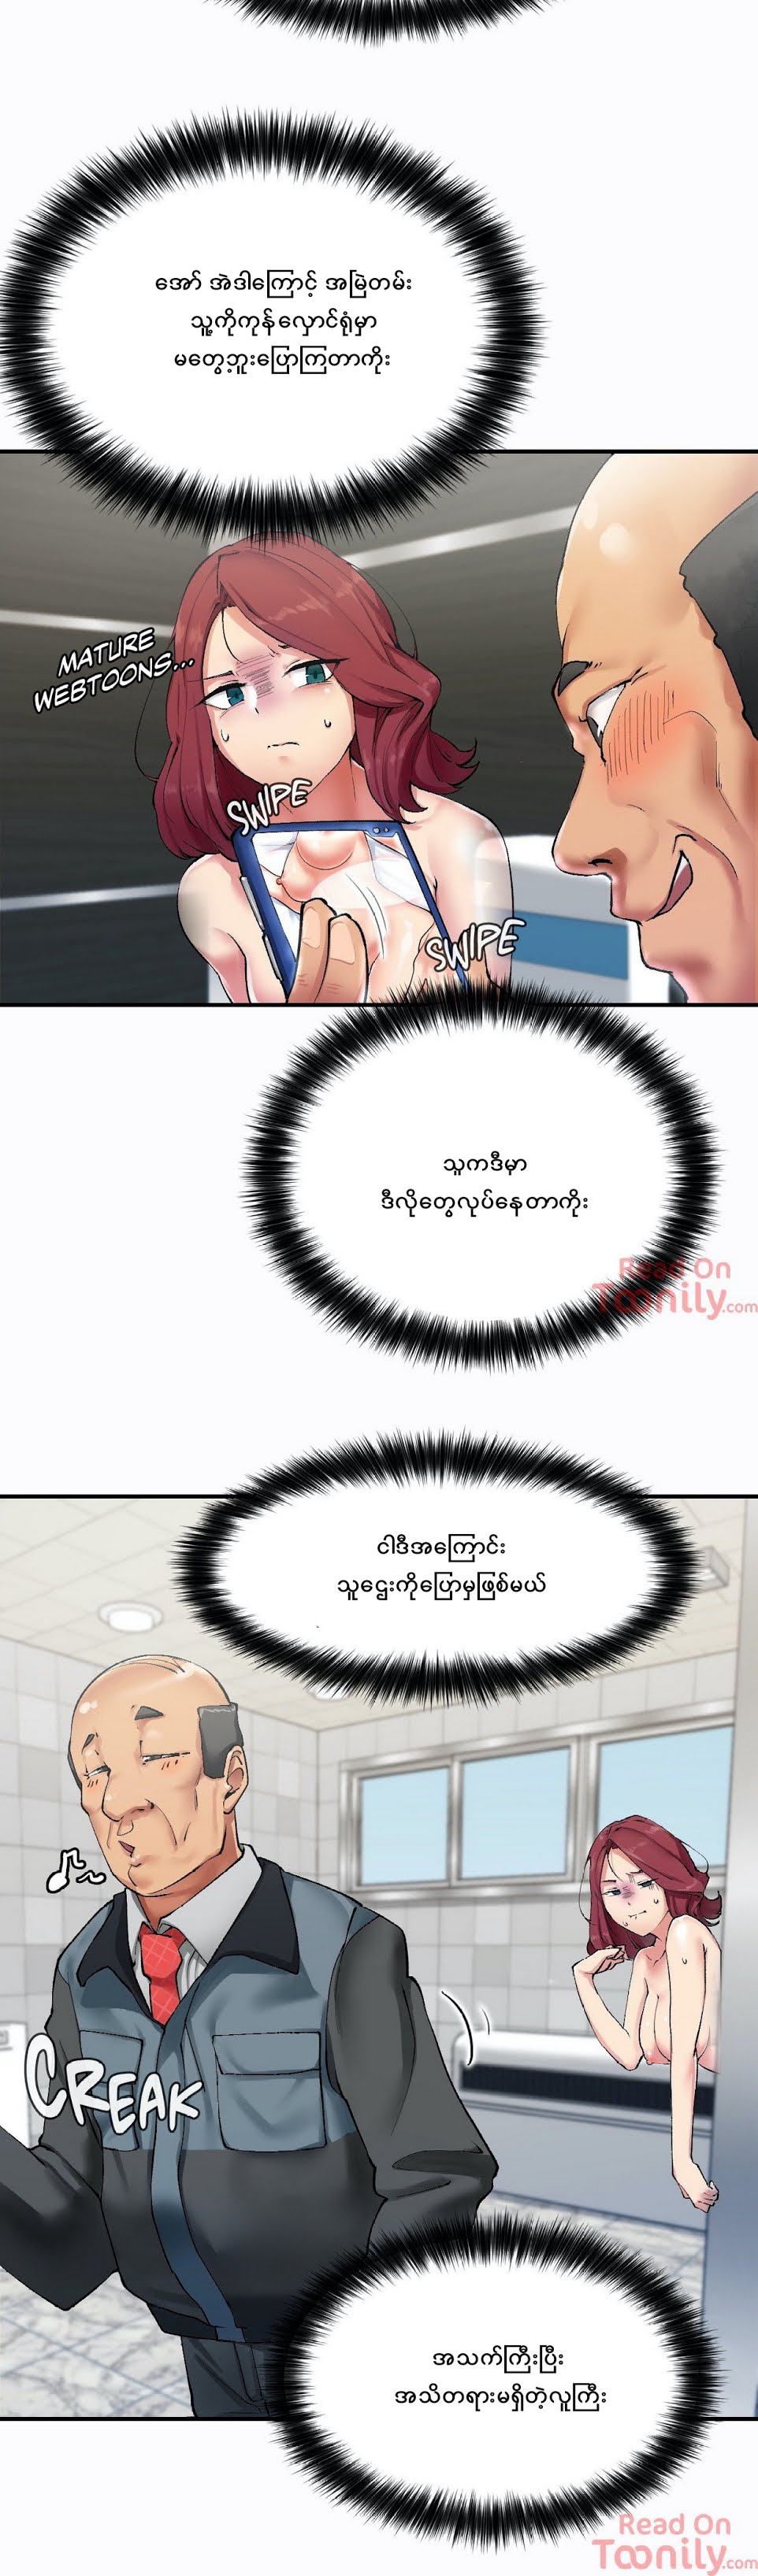 အော် အဲဒါကြောင့် အမြဲတမ်း
သူ့ကိုကုန်လှောင်ရုံမှာ
မတွေ့ဘူးပြောကြတာကိုး
MATURE
WEBTOONS...
SWIPE
SWIPE
သူကဒီမှာ
ဒီလိုတွေလုပ်နေတာကိုး
Read On
Toonily.com
ငါဒီအကြောင်း
သူဌေးကိုပြောမှဖြစ်မယ်
CREAK
အသက်ကြီးပြီး
အသိတရားမရှိတဲ့လူကြီး
Read On
Toonily.com